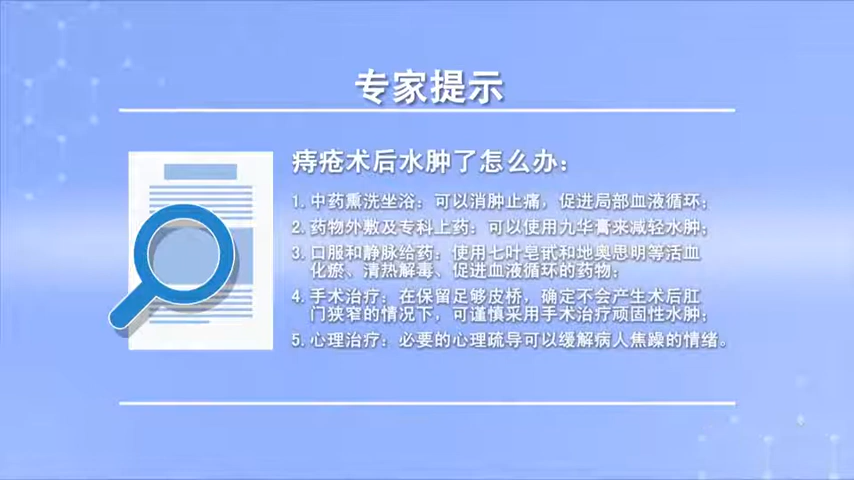 专家提示
痔疮术后水肿了怎么办：
1. 中药熏洗坐浴：可以消肿止痛，促进局部血液循环；
2. 药物外敷及专科上药：可以使用九华膏来减轻水肿；
3. 口服和静脉给药：使用七叶皂甙和地奥思明等活血
化瘀、清热解毒、促进血液循环的药物；
4. 手术治疗：在保留足够皮桥，确定不会产生术后肛
门狭窄的情况下，可谨慎采用手术治疗顽固性水肿；
5. 心理治疗：必要的心理疏导可以缓解病人焦躁的情绪。